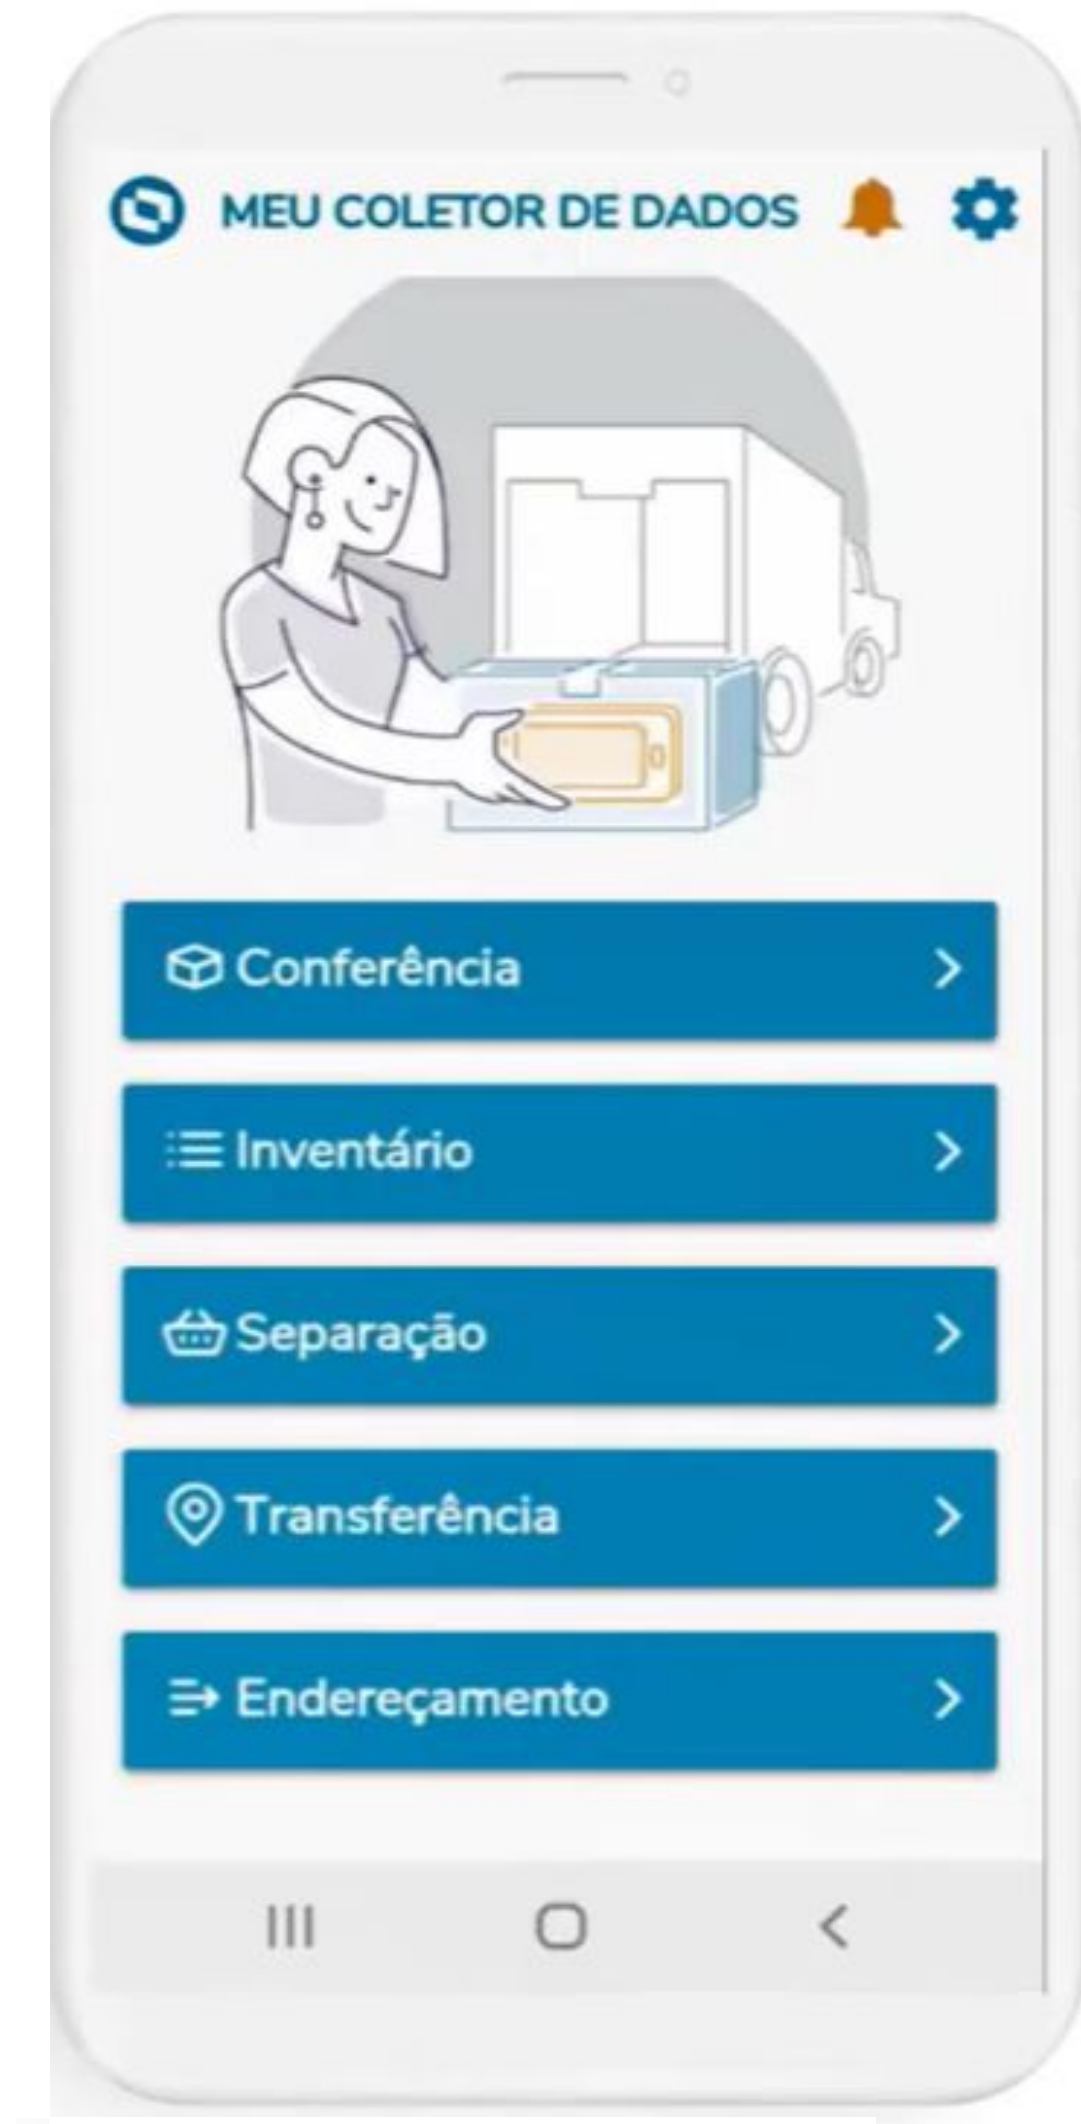 MEU COLETOR DE DADOS
Conferência
Inventário
Separação
Transferência
Endereçamento